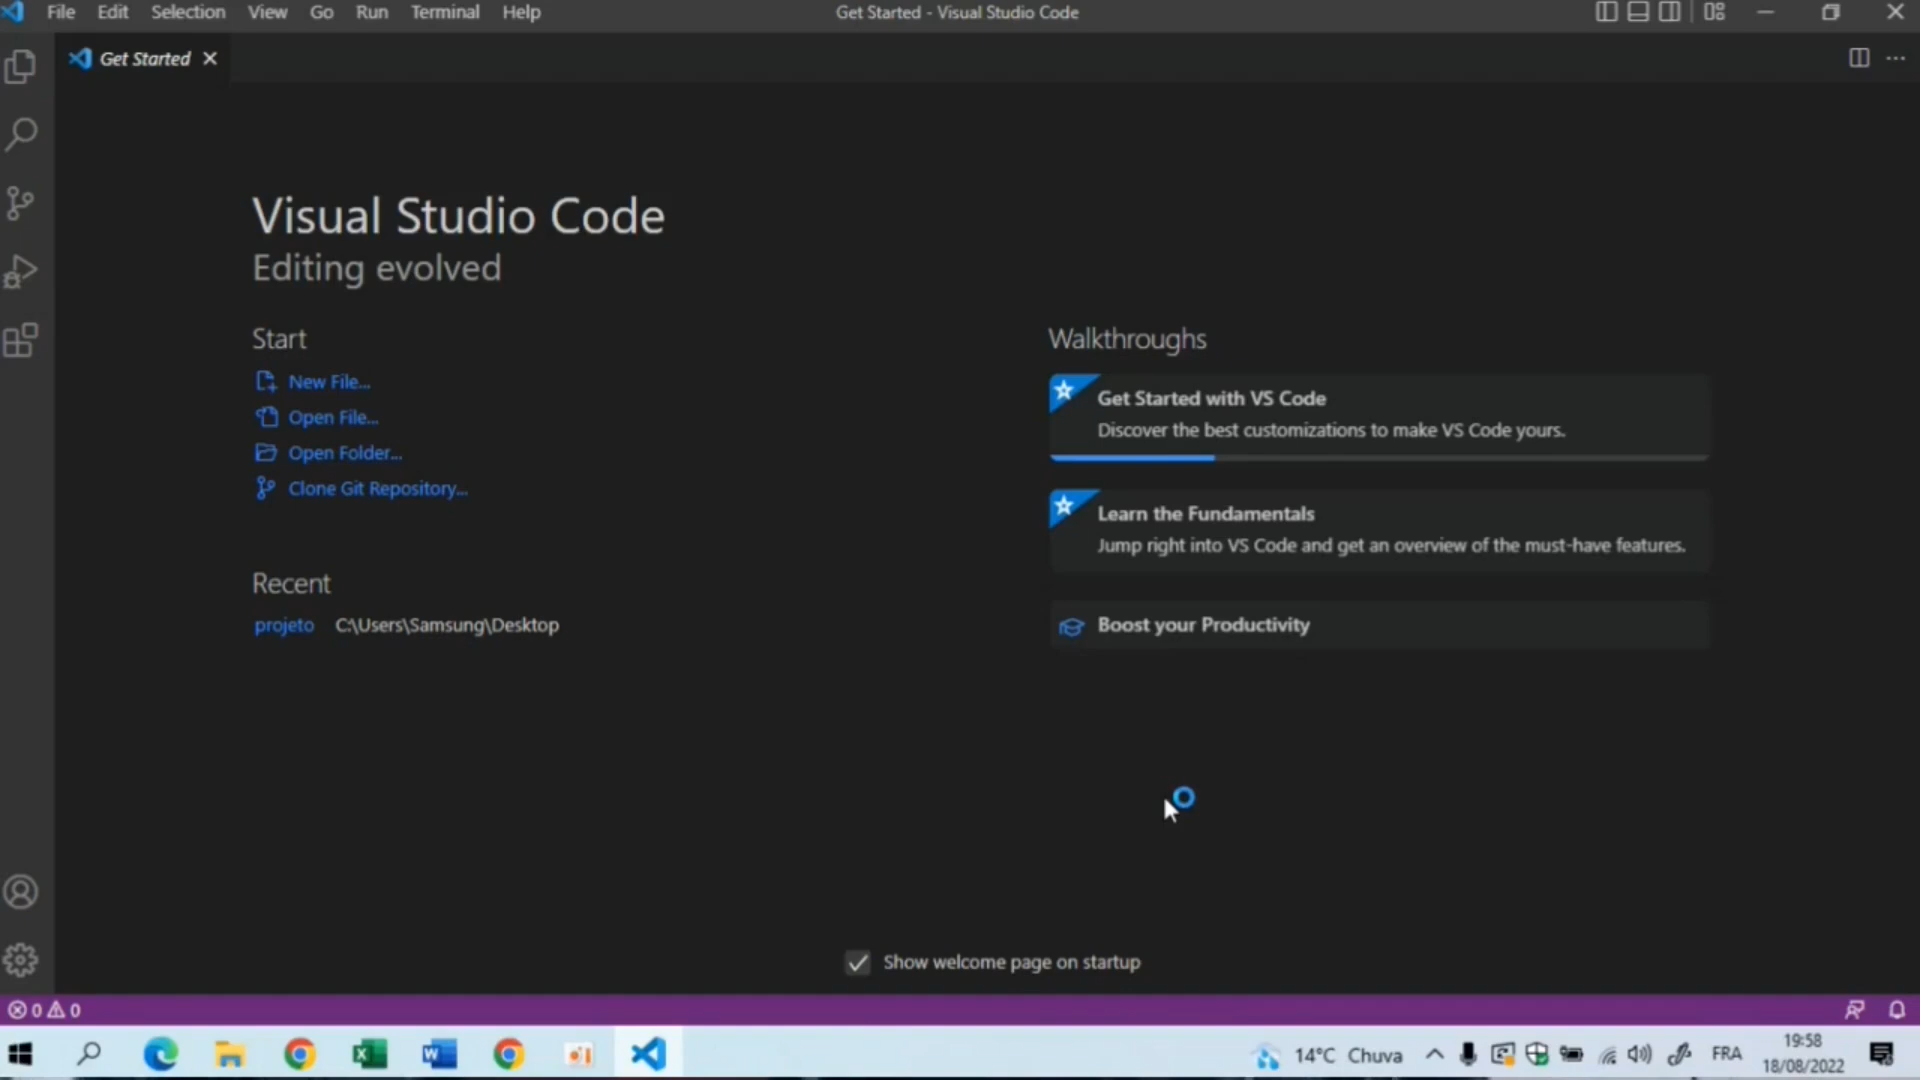 File Edit Selection View Go Run Terminal Help
Get Started - Visual Studio Code
Get Started
Visual Studio Code
Editing evolved
Start
New File...
Open File...
Open Folder...
Clone Git Repository...
Recent
projeto C:\Users\Samsung\Desktop
Walkthroughs
Get Started with VS Code
Discover the best customizations to make VS Code yours.
Learn the Fundamentals
Jump right into VS Code and get an overview of the must-have features.
Boost your Productivity
Show welcome page on startup
0 0
14°C Chuva
FRA
19:58
18/08/2022